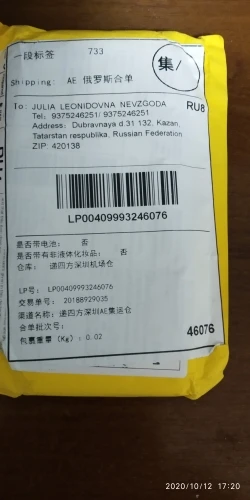 一段标签 733
集/
Shipping: AE 俄罗斯合单
To: JULIA LEONIDOVNA NEVZGODA RU8
Tel: 9375246251/ 9375246251
Address: Dubravnaya d.31 132, Kazan,
Tatarstan respublika, Russian Federation
ZIP: 420138
LP00409993246076
是否带电池: 否
是否带有非液体化妆品: 否
仓库: 递四方深圳机场仓
LP号: LP00409993246076
交易单号: 20188929035
渠道名称: 递四方深圳AE集运仓
合单批次号:
包裹重量 (Kg): 0.02
46076
2020/10/12 17:20